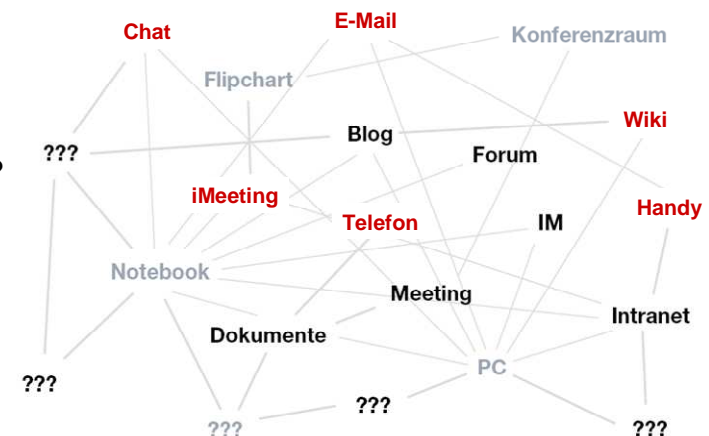 E-Mail
Chat
Konferenzraum
Flipchart
Wiki
Blog
???
Forum
iMeeting
Handy
Telefon
IM
Notebook
Meeting
Intranet
Dokumente
PC
???
???
???
???